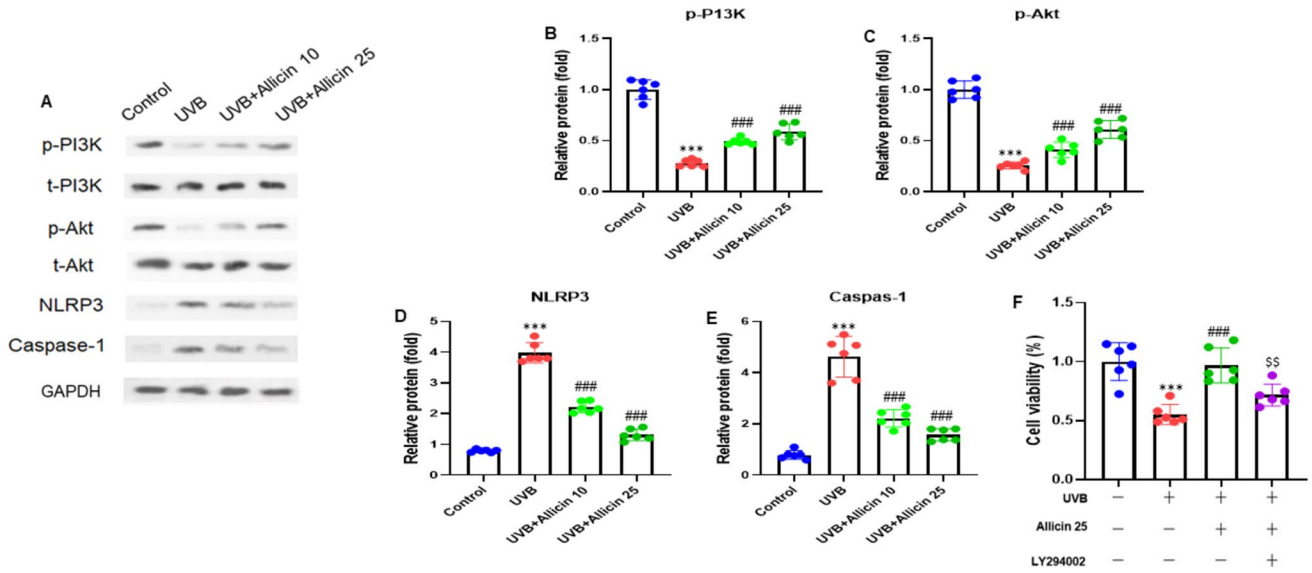 A
Control
UVB
UVB+Allicin 10
UVB+Allicin 25
p-PI3K
t-PI3K
p-Akt
t-Akt
NLRP3
Caspase-1
GAPDH
B
p-P13K
Relative protein (fold)
1.5
1.0
0.5
0.0
***
###
###
Control
UVB
UVB+Allicin 10
UVB+Allicin 25
C
p-Akt
Relative protein (fold)
1.5
1.0
0.5
0.0
***
###
###
Control
UVB
UVB+Allicin 10
UVB+Allicin 25
D
NLRP3
Relative protein (fold)
5
4
3
2
1
0
***
###
###
Control
UVB
UVB+Allicin 10
UVB+Allicin 25
E
Caspas-1
Relative protein (fold)
6
4
2
0
***
###
###
Control
UVB
UVB+Allicin 10
UVB+Allicin 25
F
Cell viability (%)
1.5
1.0
0.5
0.0
***
###
$$
UVB − + + +
Allicin 25 − − + +
LY294002 − − − +